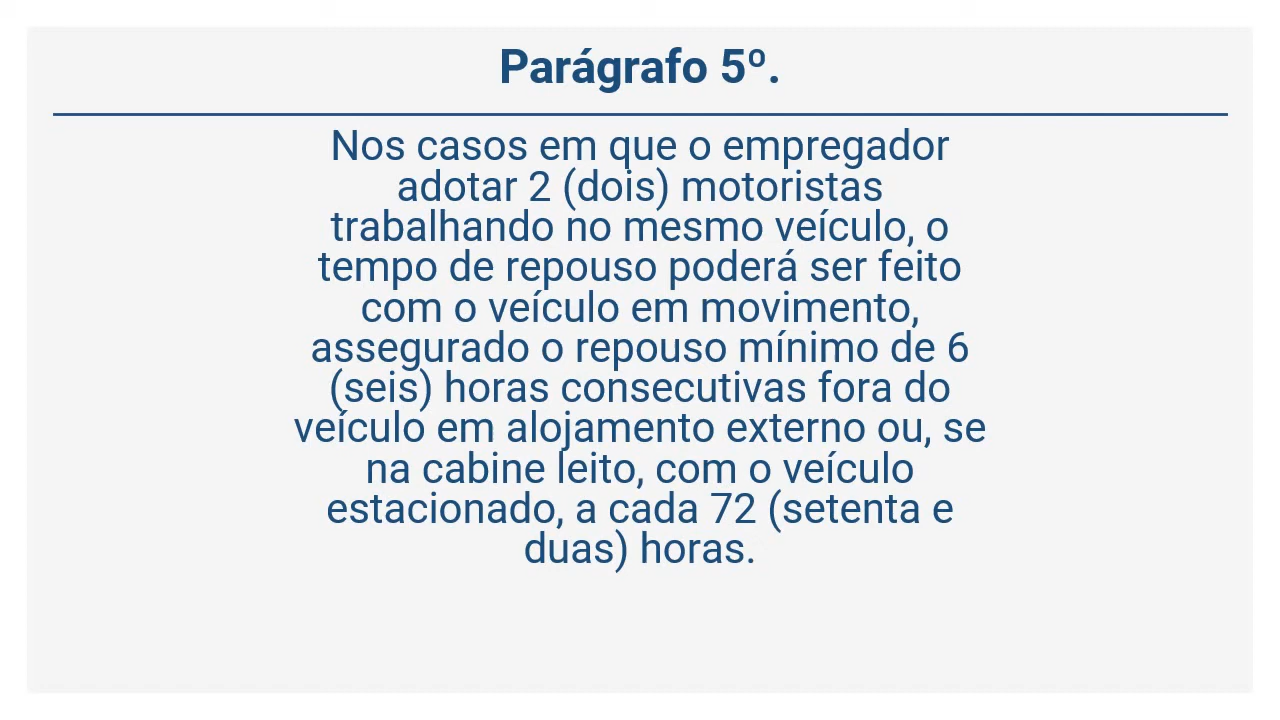 Parágrafo 5º.
Nos casos em que o empregador
adotar 2 (dois) motoristas
trabalhando no mesmo veículo, o
tempo de repouso poderá ser feito
com o veículo em movimento,
assegurado o repouso mínimo de 6
(seis) horas consecutivas fora do
veículo em alojamento externo ou, se
na cabine leito, com o veículo
estacionado, a cada 72 (setenta e
duas) horas.